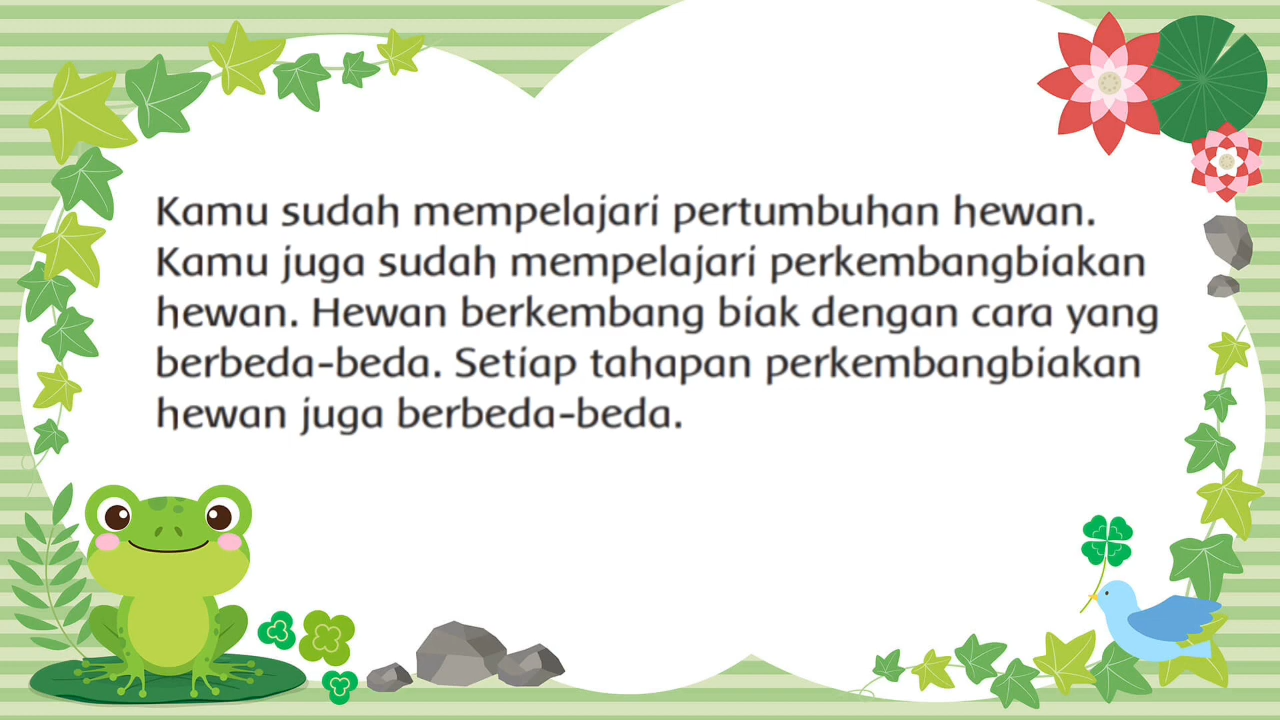 Kamu sudah mempelajari pertumbuhan hewan.
Kamu juga sudah mempelajari perkembangbiakan
hewan. Hewan berkembang biak dengan cara yang
berbeda-beda. Setiap tahapan perkembangbiakan
hewan juga berbeda-beda.